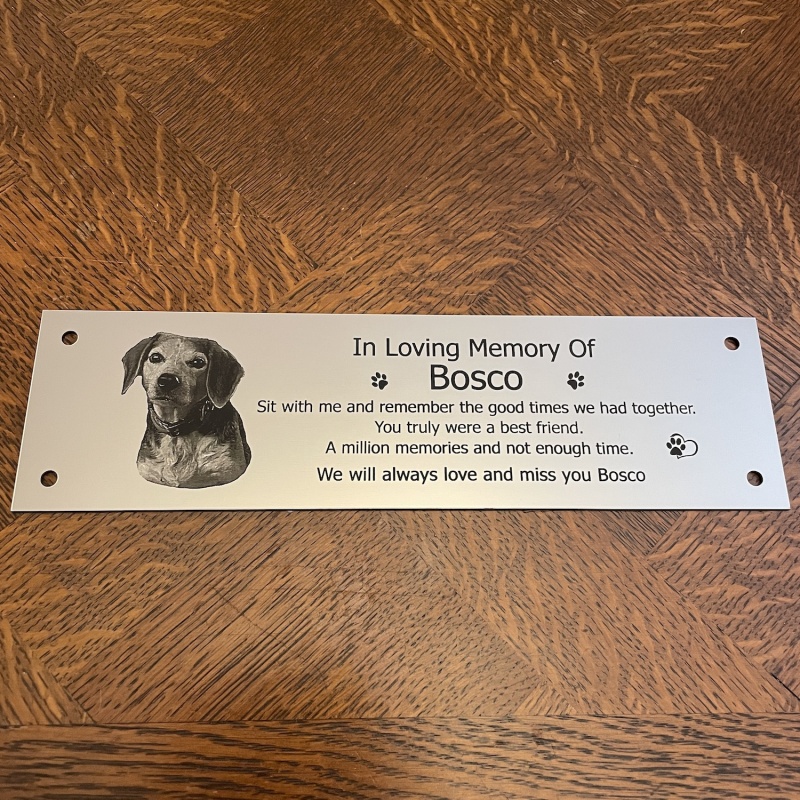 In Loving Memory Of
Bosco
Sit with me and remember the good times we had together.
You truly were a best friend.
A million memories and not enough time.
We will always love and miss you Bosco